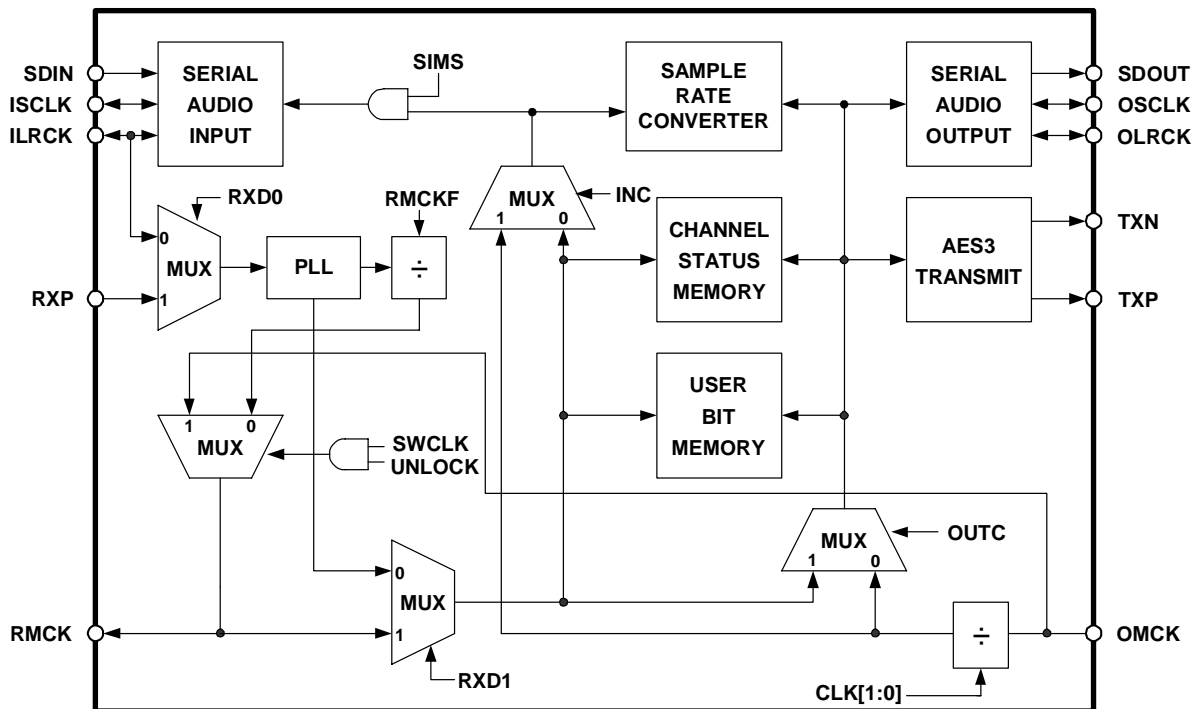 SIMS
SDIN
ISCLK
ILRCK
SERIAL
AUDIO
INPUT
SAMPLE
RATE
CONVERTER
SERIAL
AUDIO
OUTPUT
SDOUT
OSCLK
OLRCK
RXD0
RMCKF
MUX
1 0
INC
0
MUX
1
PLL
÷
RXP
CHANNEL
STATUS
MEMORY
AES3
TRANSMIT
TXN
TXP
1 0
MUX
SWCLK
UNLOCK
USER
BIT
MEMORY
MUX
1 0
OUTC
0
MUX
1
RXD1
RMCK
÷
OMCK
CLK[1:0]